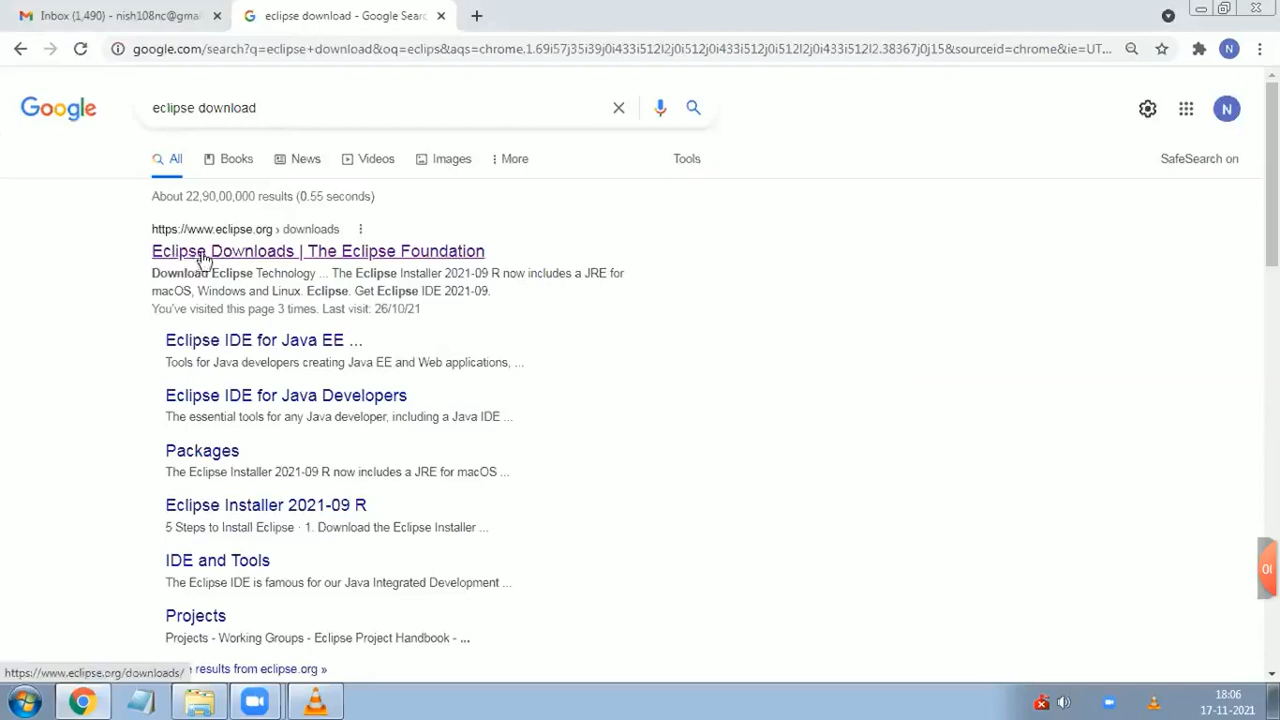 Inbox (1,490) - nish108nc@gma
eclipse download - Google Searc
google.com/search?q=eclipse+download&oq=eclips&aqs=chrome.1.69i57j35i39j0i433i512l2j0i512j0i433i512j0i512l2j0i433i512l2.38367j0j15&sourceid=chrome&ie=UT...
N
Google
eclipse download
N
All
Books
News
Videos
Images
More
Tools
SafeSearch on
About 22,90,00,000 results (0.55 seconds)
https://www.eclipse.org › downloads
Eclipse Downloads | The Eclipse Foundation
Download Eclipse Technology ... The Eclipse Installer 2021-09 R now includes a JRE for
macOS, Windows and Linux. Eclipse. Get Eclipse IDE 2021-09.
You've visited this page 3 times. Last visit: 26/10/21
Eclipse IDE for Java EE ...
Tools for Java developers creating Java EE and Web applications, ...
Eclipse IDE for Java Developers
The essential tools for any Java developer, including a Java IDE ...
Packages
The Eclipse Installer 2021-09 R now includes a JRE for macOS ...
Eclipse Installer 2021-09 R
5 Steps to Install Eclipse · 1. Download the Eclipse Installer ...
IDE and Tools
The Eclipse IDE is famous for our Java Integrated Development ...
Projects
Projects - Working Groups - Eclipse Project Handbook - ...
results from eclipse.org »
https://www.eclipse.org/downloads/
00
18:06
17-11-2021